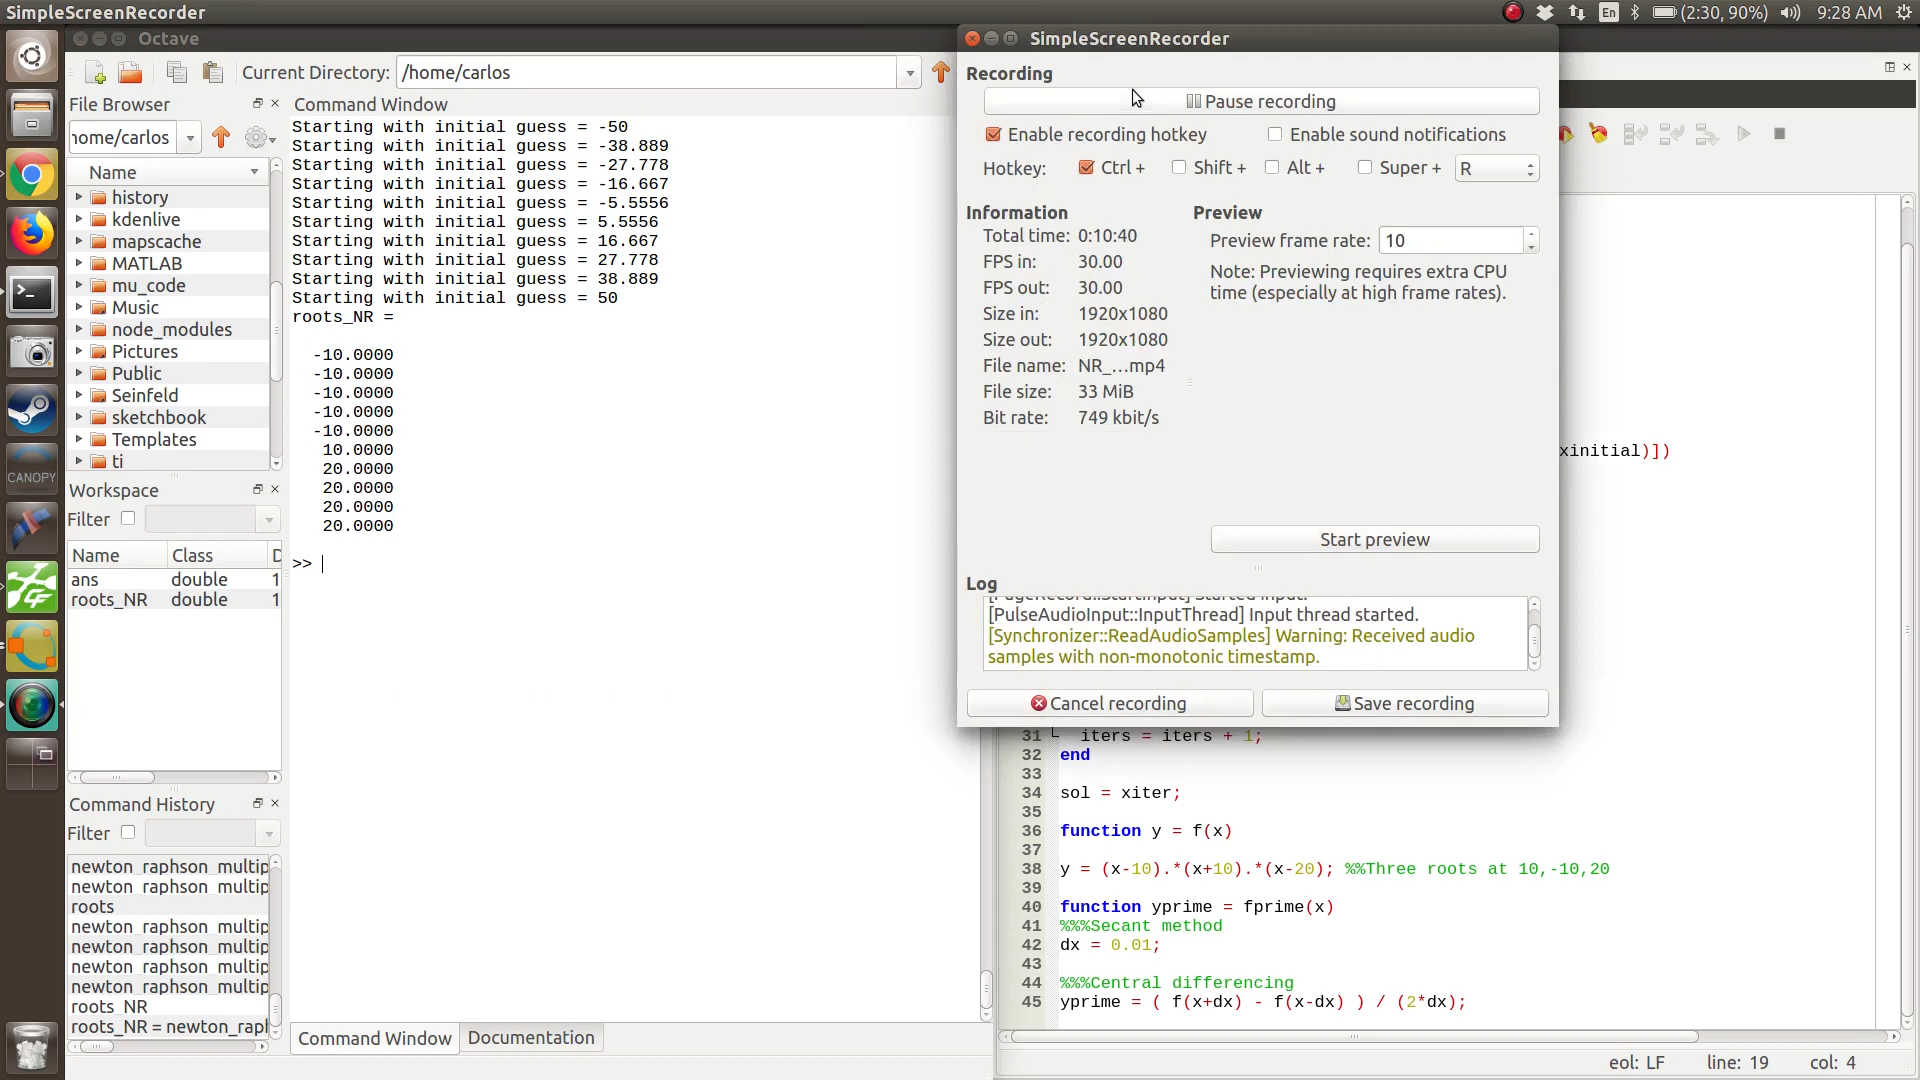 SimpleScreenRecorder
En
(2:30, 90%)
9:28 AM
Octave
Current Directory:
/home/carlos
File Browser
Name
history
kdenlive
mapscache
MATLAB
mu_code
Music
node_modules
Pictures
Public
Seinfeld
sketchbook
Templates
ti
CANOPY
Workspace
Filter
Name Class
ans double 1
roots_NR double 1
Command History
Filter
newton_raphson_multip
newton_raphson_multip
roots
newton_raphson_multip
newton_raphson_multip
newton_raphson_multip
newton_raphson_multip
roots_NR
roots_NR = newton_rapl
Command Window
Starting with initial guess = -50
Starting with initial guess = -38.889
Starting with initial guess = -27.778
Starting with initial guess = -16.667
Starting with initial guess = -5.5556
Starting with initial guess = 5.5556
Starting with initial guess = 16.667
Starting with initial guess = 27.778
Starting with initial guess = 38.889
Starting with initial guess = 50
roots_NR =
-10.0000
-10.0000
-10.0000
-10.0000
-10.0000
10.0000
20.0000
20.0000
20.0000
20.0000
>>
Command Window
Documentation
SimpleScreenRecorder
Recording
Pause recording
Enable recording hotkey
Enable sound notifications
Hotkey: Ctrl + Shift + Alt + Super + R
Information
Total time: 0:10:40
FPS in: 30.00
FPS out: 30.00
Size in: 1920x1080
Size out: 1920x1080
File name: NR_...mp4
File size: 33 MiB
Bit rate: 749 kbit/s
Preview
Preview frame rate: 10
Note: Previewing requires extra CPU
time (especially at high frame rates).
Start preview
Log
[PageRecord::StartInput] Started input.
[PulseAudioInput::InputThread] Input thread started.
[Synchronizer::ReadAudioSamples] Warning: Received audio
samples with non-monotonic timestamp.
Cancel recording
Save recording
xinitial)])
31 iters = iters + 1;
32 end
33
34 sol = xiter;
35
36 function y = f(x)
37
38 y = (x-10).*(x+10).*(x-20); %%Three roots at 10,-10,20
39
40 function yprime = fprime(x)
41 %%%Secant method
42 dx = 0.01;
43
44 %%%Central differencing
45 yprime = ( f(x+dx) - f(x-dx) ) / (2*dx);
eol: LF
line: 19
col: 4